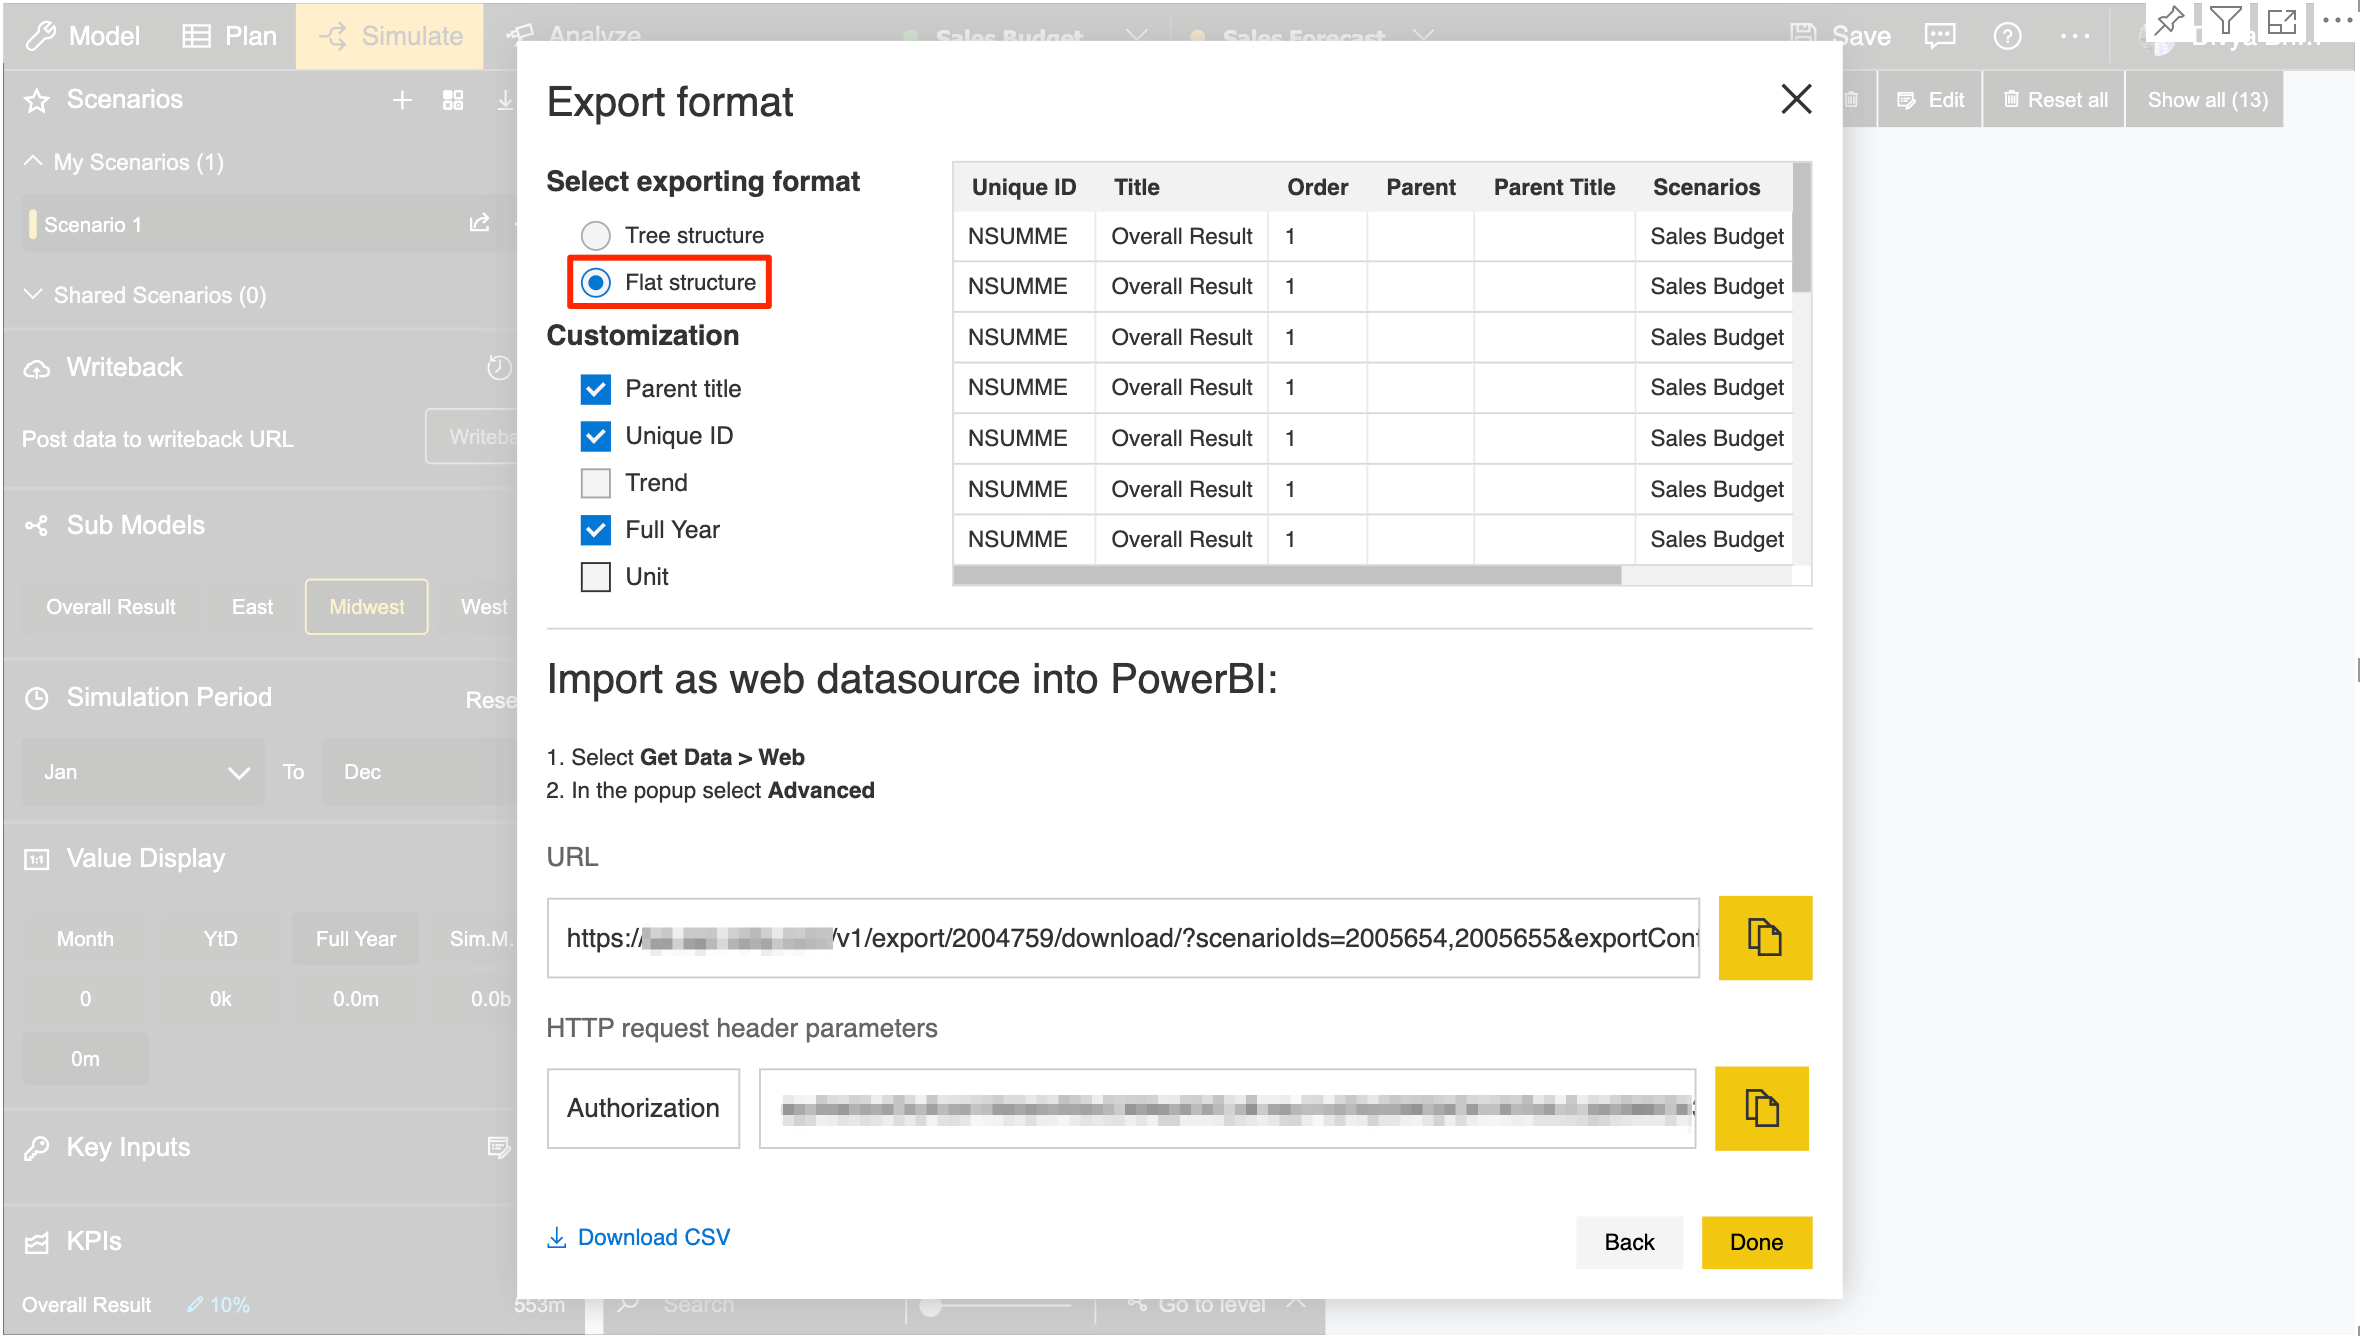 Model Plan Simulate Analyze Sales Budget Sales Forecast Save
Scenarios
Edit Reset all Show all (13)
My Scenarios (1)
Scenario 1
Shared Scenarios (0)
Writeback
Post data to writeback URL
Sub Models
Overall Result East Midwest West
Simulation Period
Jan To Dec
Value Display
1:1
Month YtD Full Year Sim.M.
0 0k 0.0m 0.0b
0m
Key Inputs
KPIs
Overall Result 10% 553m
Search Go to level
Export format
Select exporting format
Tree structure
Flat structure
Customization
Parent title
Unique ID
Trend
Full Year
Unit
Unique ID Title Order Parent Parent Title Scenarios
NSUMME Overall Result 1 Sales Budget
NSUMME Overall Result 1 Sales Budget
NSUMME Overall Result 1 Sales Budget
NSUMME Overall Result 1 Sales Budget
NSUMME Overall Result 1 Sales Budget
NSUMME Overall Result 1 Sales Budget
NSUMME Overall Result 1 Sales Budget
Import as web datasource into PowerBI:
1. Select Get Data > Web
2. In the popup select Advanced
URL
https:// /v1/export/2004759/download/?scenarioIds=2005654,2005655&exportCon
HTTP request header parameters
Authorization
Download CSV
Back Done